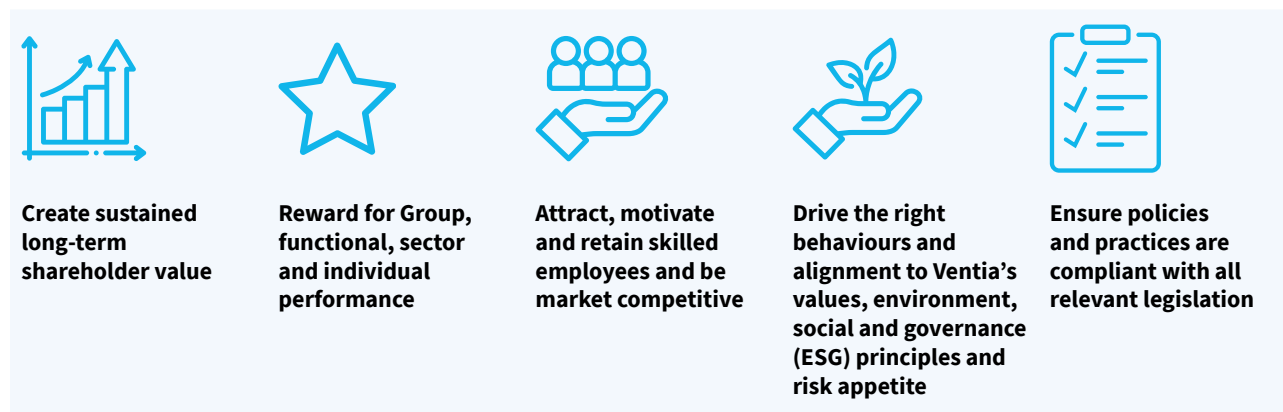 Create sustained
long-term
shareholder value
Reward for Group,
functional, sector
and individual
performance
Attract, motivate
and retain skilled
employees and be
market competitive
Drive the right
behaviours and
alignment to Ventia’s
values, environment,
social and governance
(ESG) principles and
risk appetite
Ensure policies
and practices are
compliant with all
relevant legislation